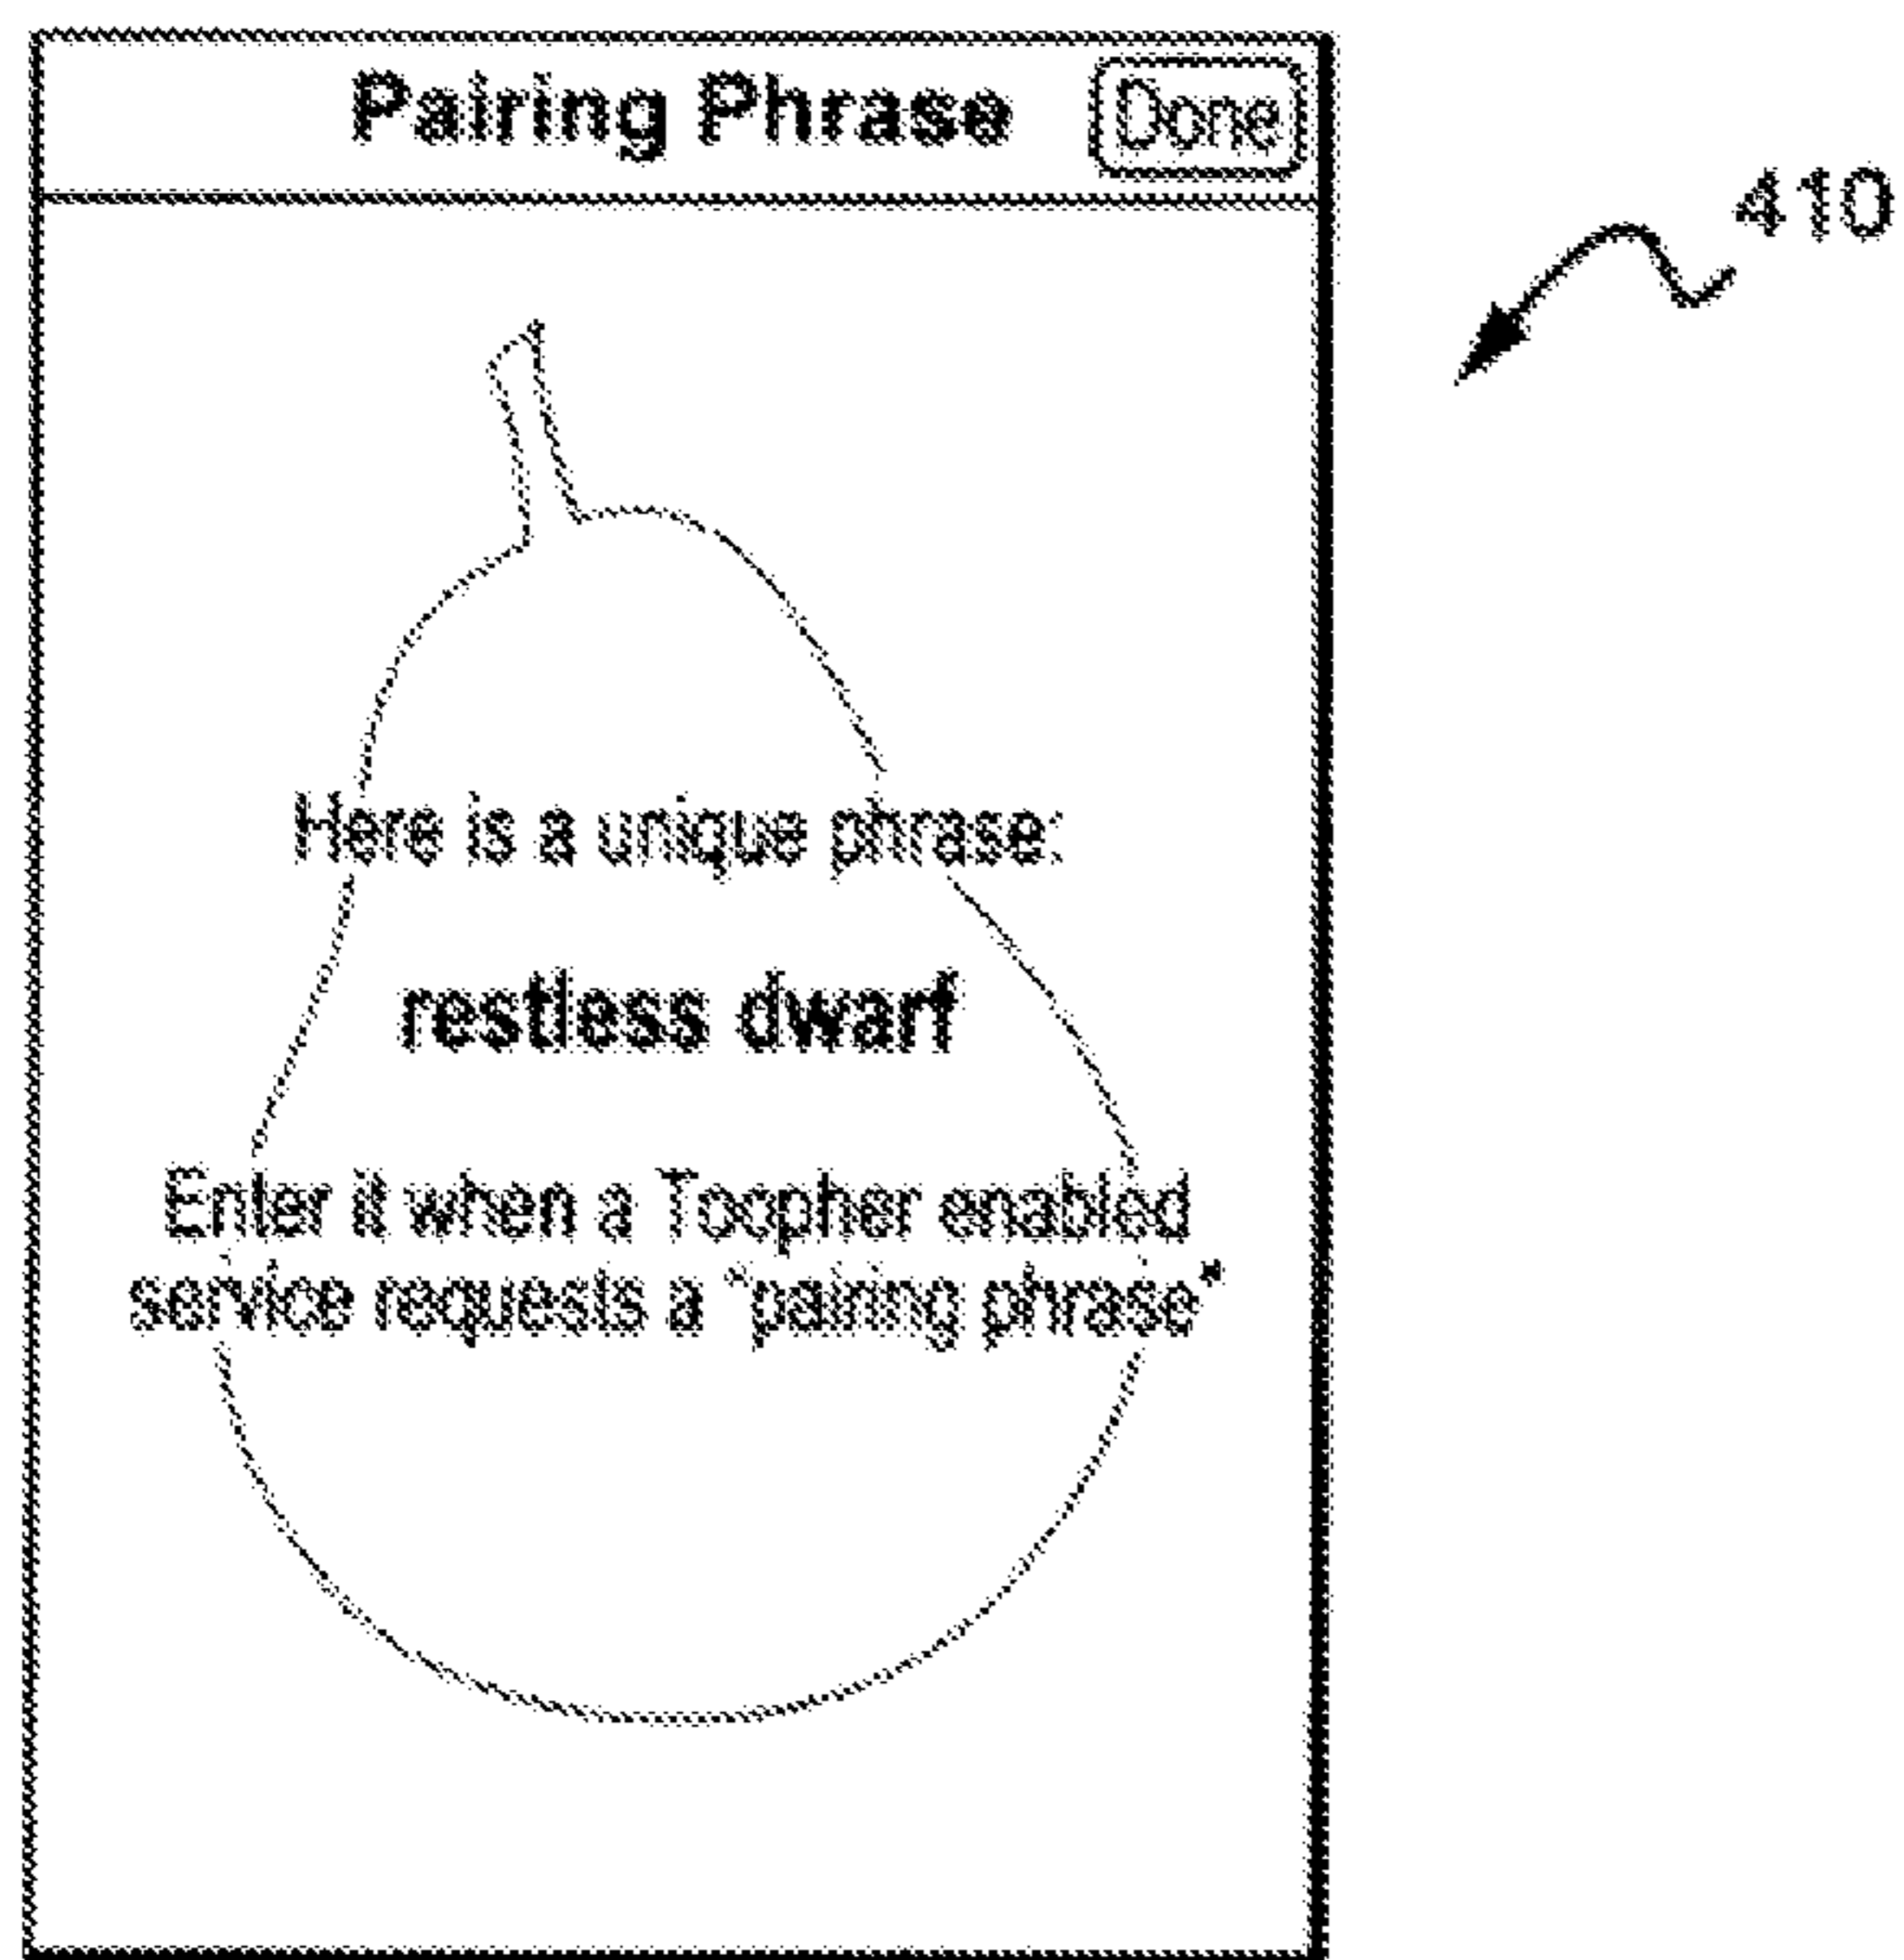 Pairing Phrase Done
410
Here is a unique phrase:
restless dwarf
Enter it when a Toopher enabled
service requests a "pairing phrase"